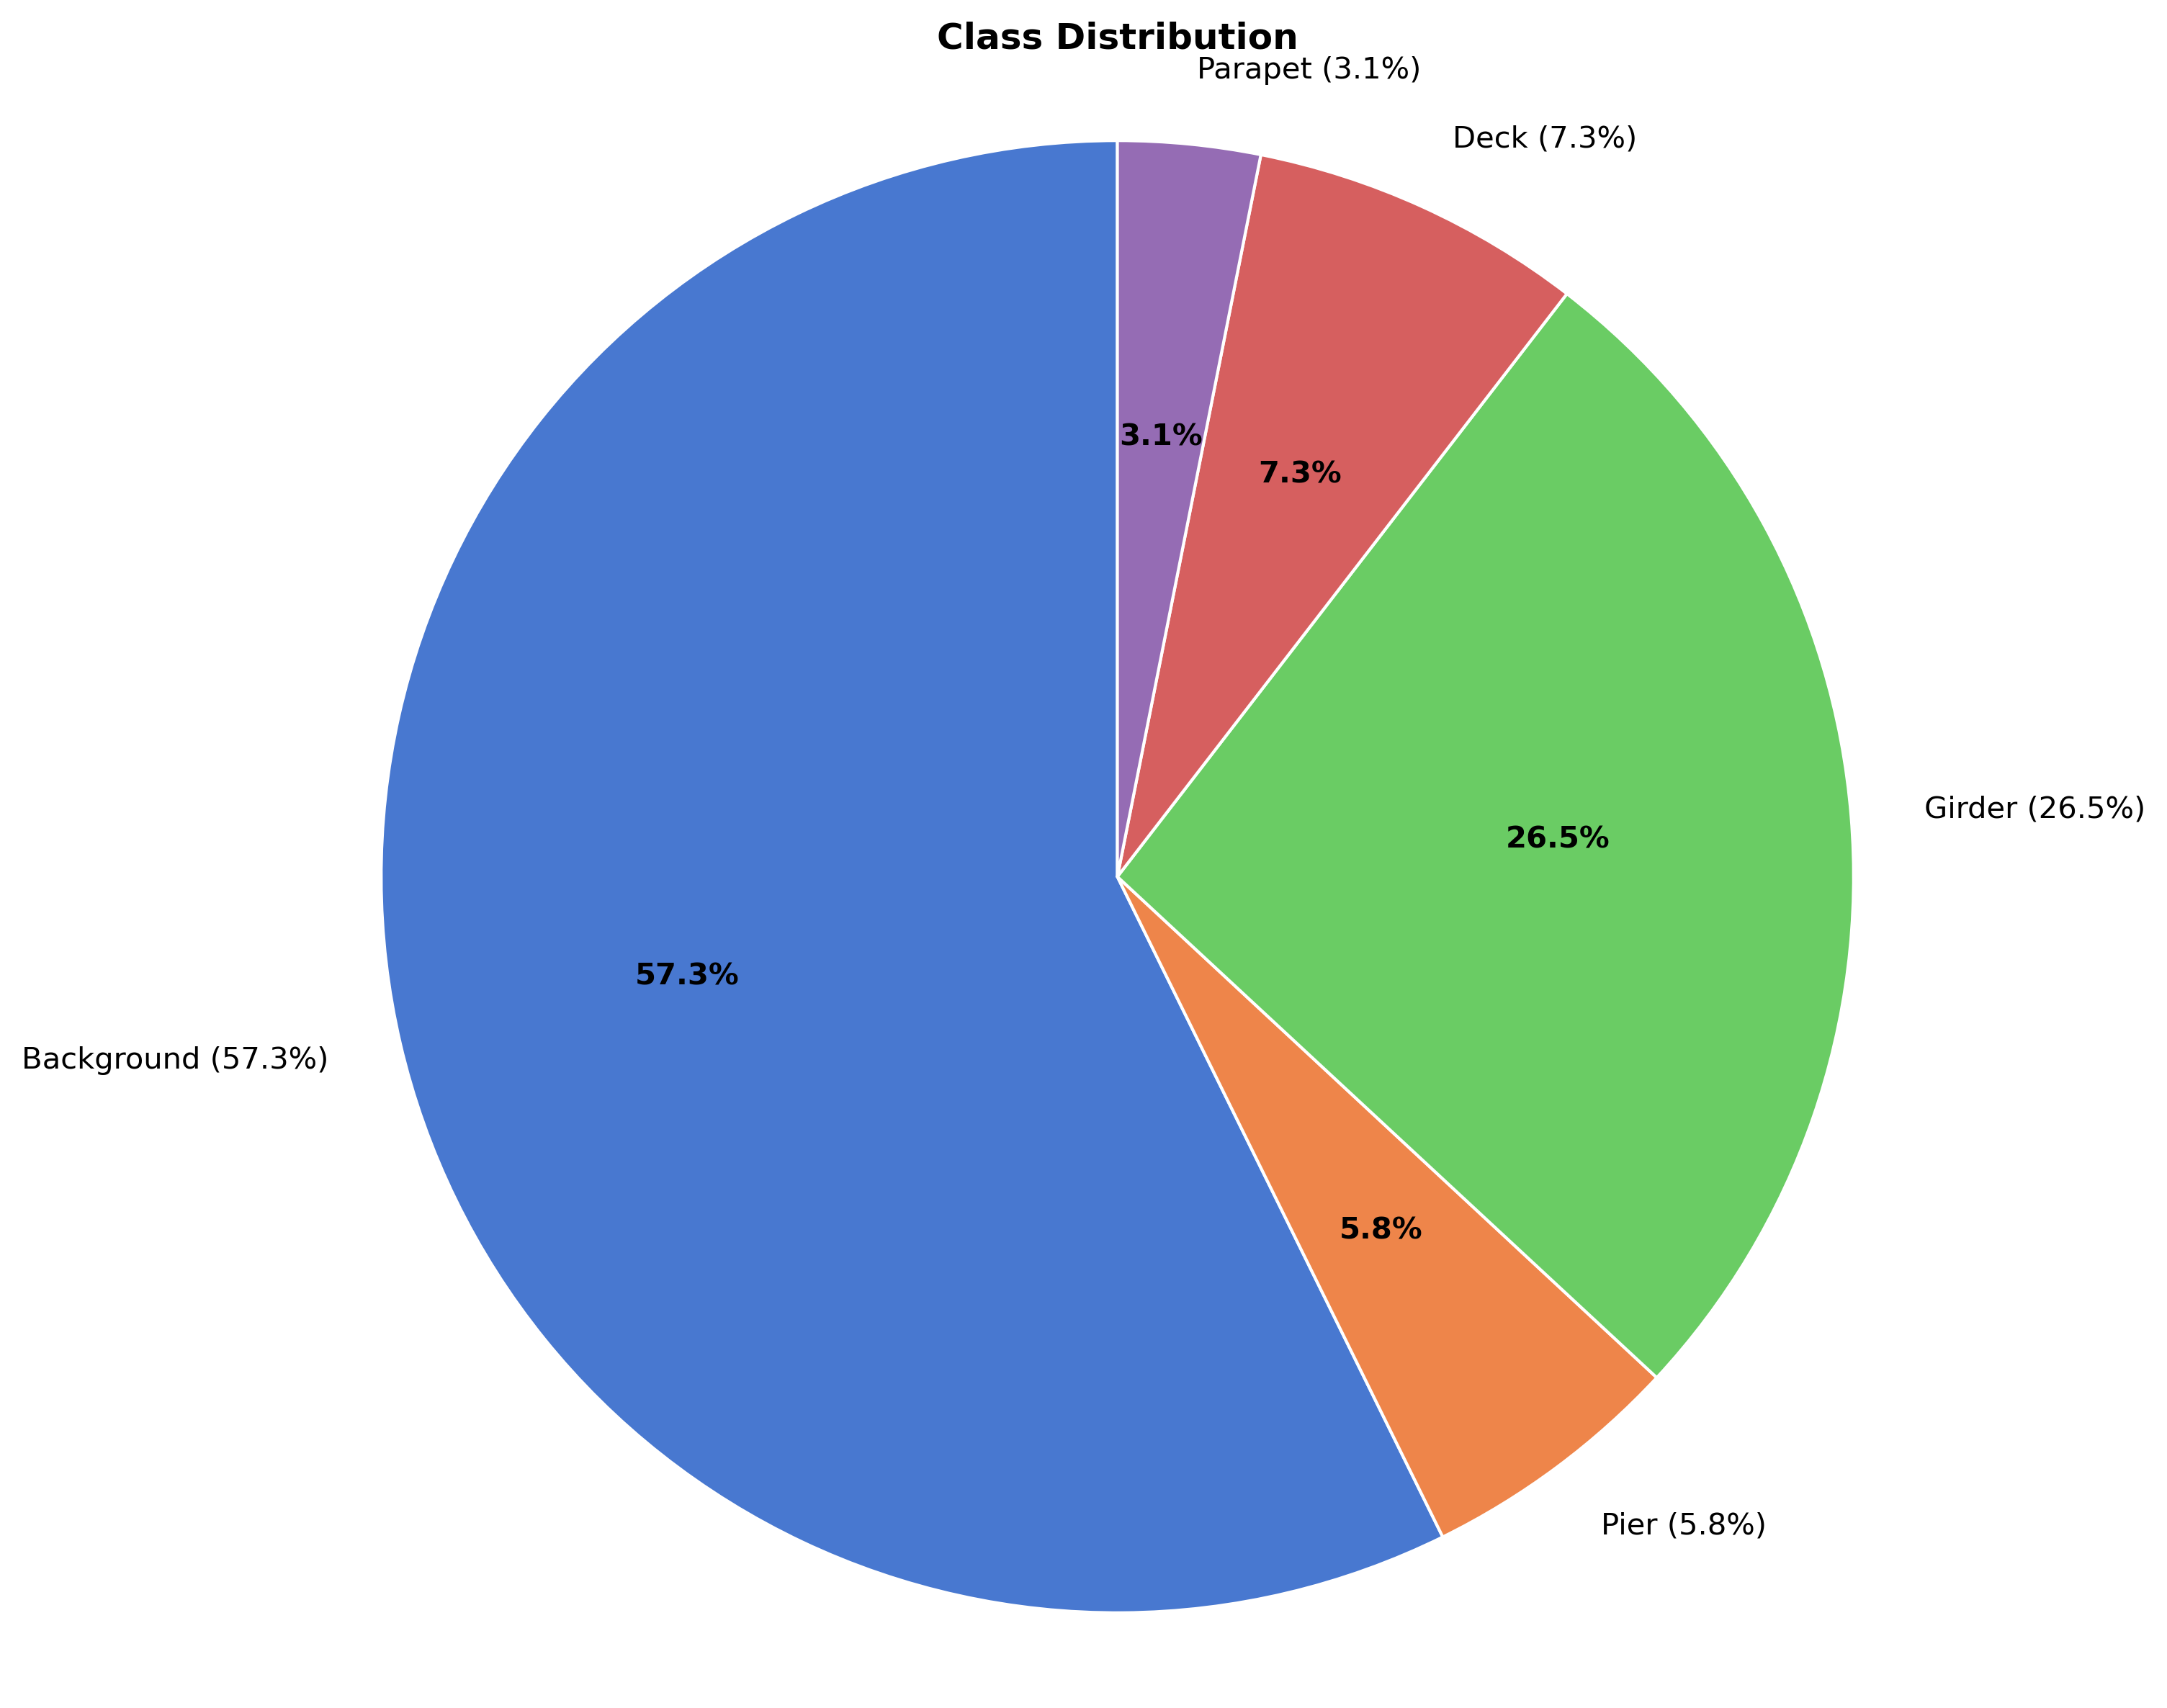 Class Distribution
Parapet (3.1%)
Deck (7.3%)
3.1%
7.3%
Girder (26.5%)
26.5%
57.3%
Background (57.3%)
5.8%
Pier (5.8%)